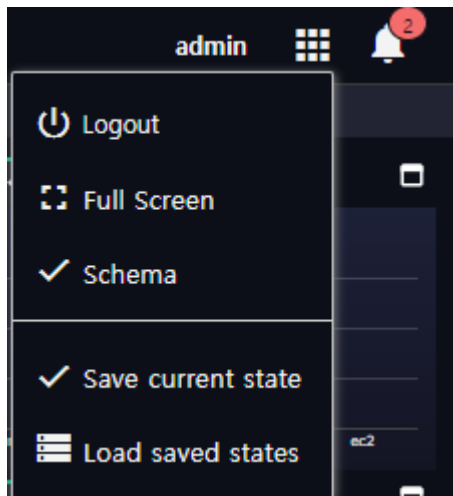 admin
2
Logout
Full Screen
Schema
Save current state
ec2
Load saved states